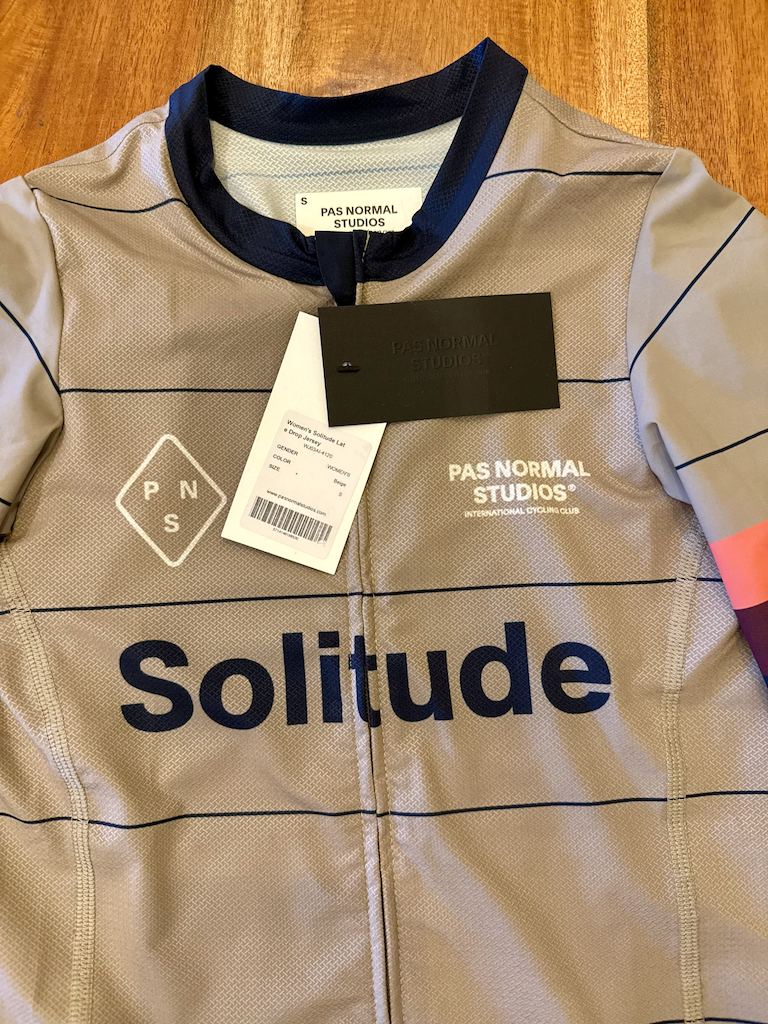 S
PAS NORMAL
STUDIOS
PAS NORMAL
STUDIOS
Women's Solitude Lat
e Drop Jersey
GENDER WOMEN'S
COLOR Beige
SIZE S
www.pasnormalstudios.com
P N
S
PAS NORMAL
STUDIOS®
INTERNATIONAL CYCLING CLUB
Solitude